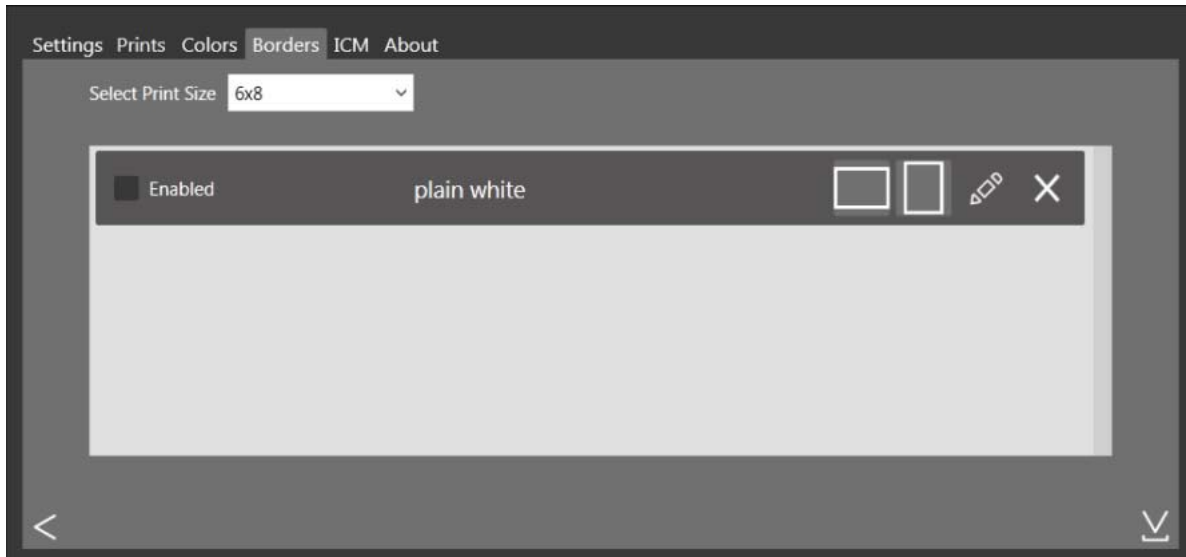 Settings Prints Colors Borders ICM About
Select Print Size 6x8
Enabled plain white